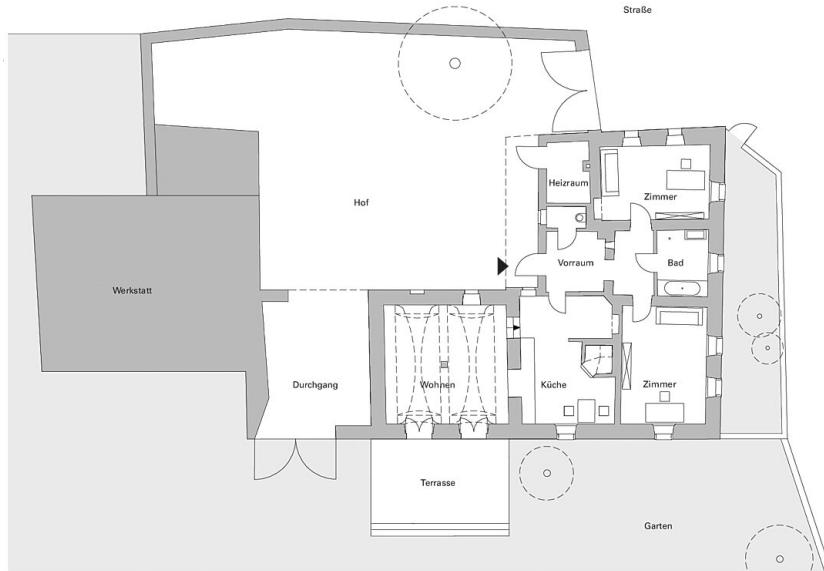 Straße
Heizraum
Zimmer
Hof
Vorraum
Bad
Werkstatt
Durchgang
Wohnen
Küche
Zimmer
Terrasse
Garten